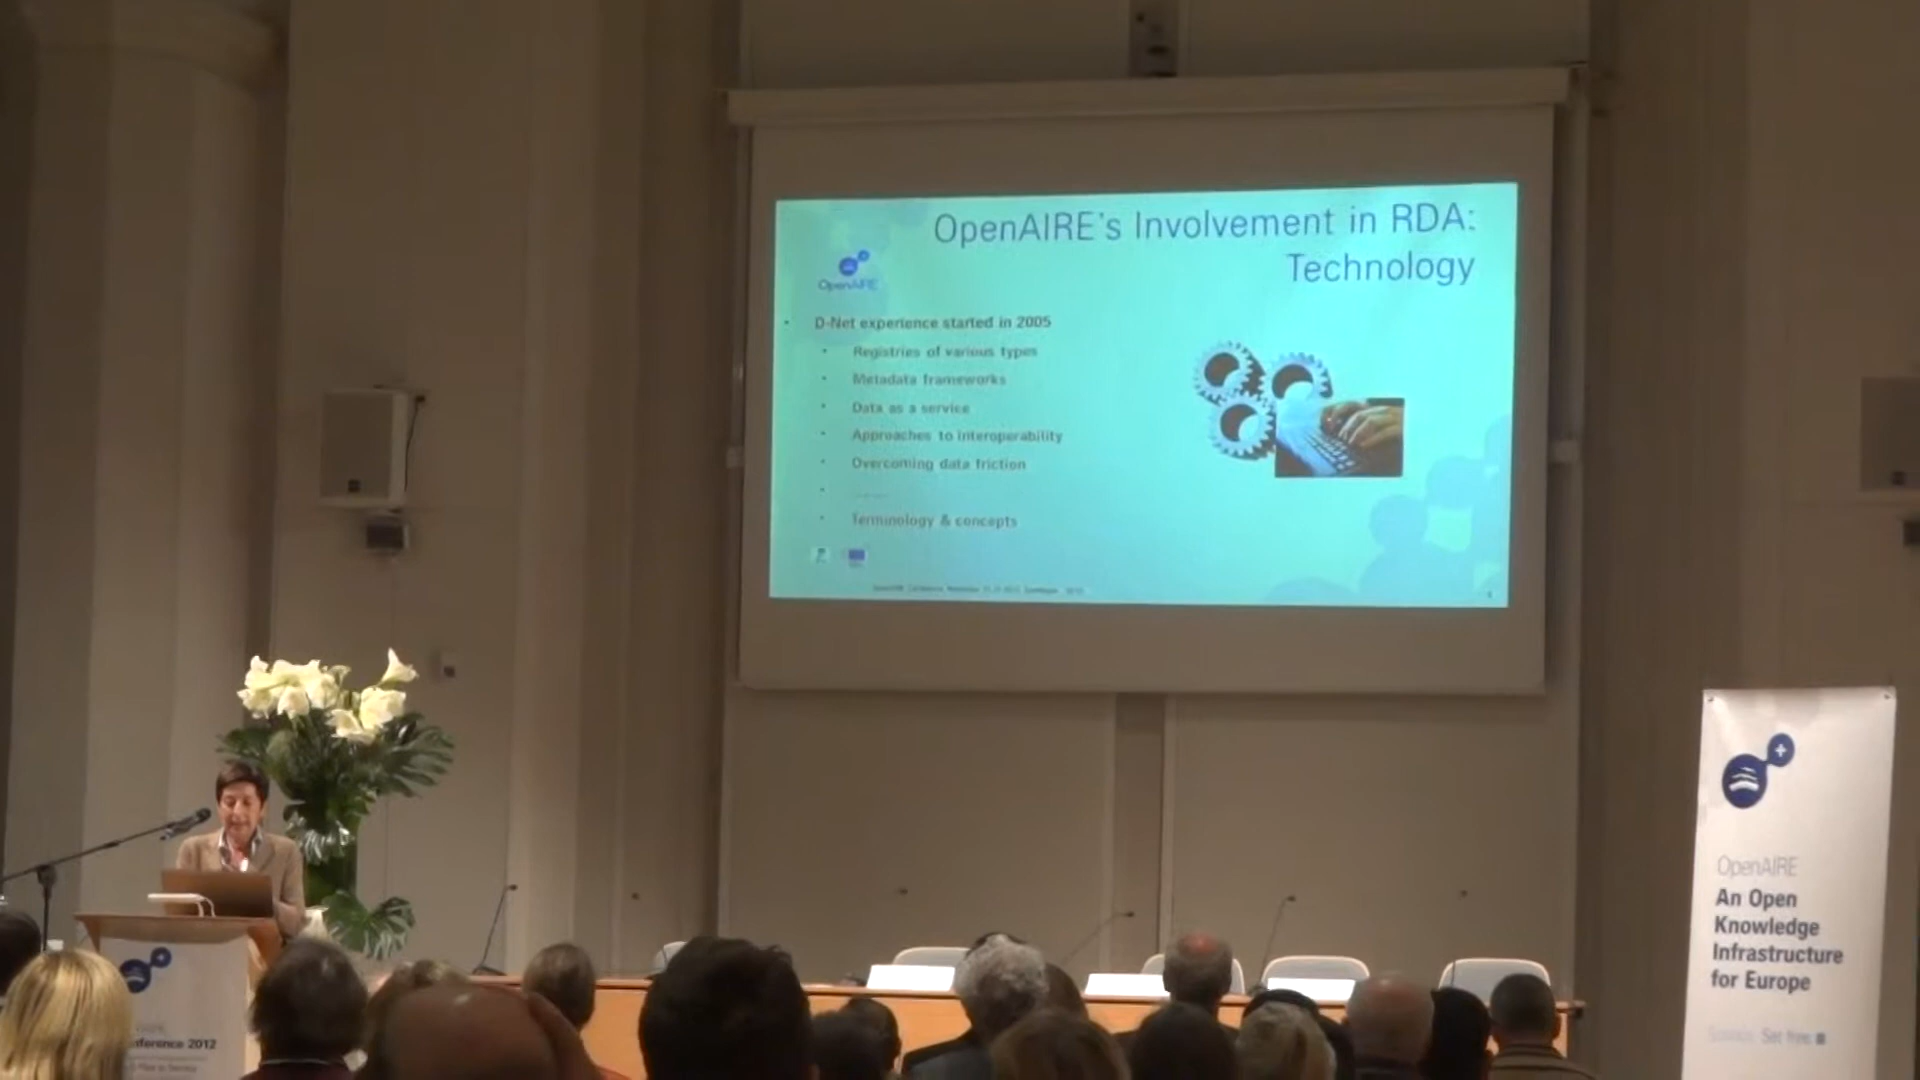 OpenAIRE's Involvement in RDA:
Technology
OpenAIRE
• D-Net experience started in 2005
• Registries of various types
• Metadata frameworks
• Data as a service
• Approaches to interoperability
• Overcoming data friction
• Terminology & concepts
OpenAIRE
An Open
Knowledge
Infrastructure
for Europe
Set free
2012